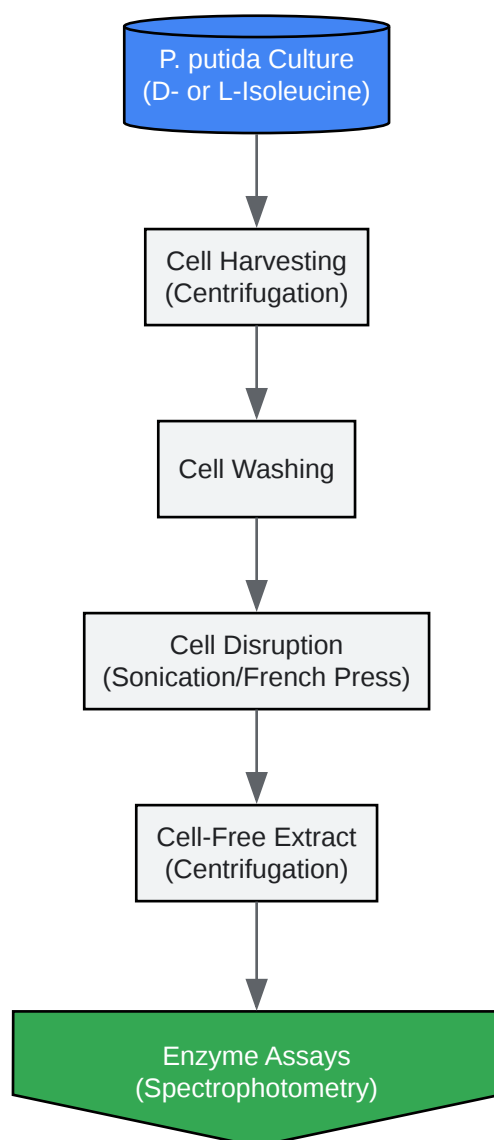 P. putida Culture
(D- or L-Isoleucine)
Cell Harvesting
(Centrifugation)
Cell Washing
Cell Disruption
(Sonication/French Press)
Cell-Free Extract
(Centrifugation)
Enzyme Assays
(Spectrophotometry)